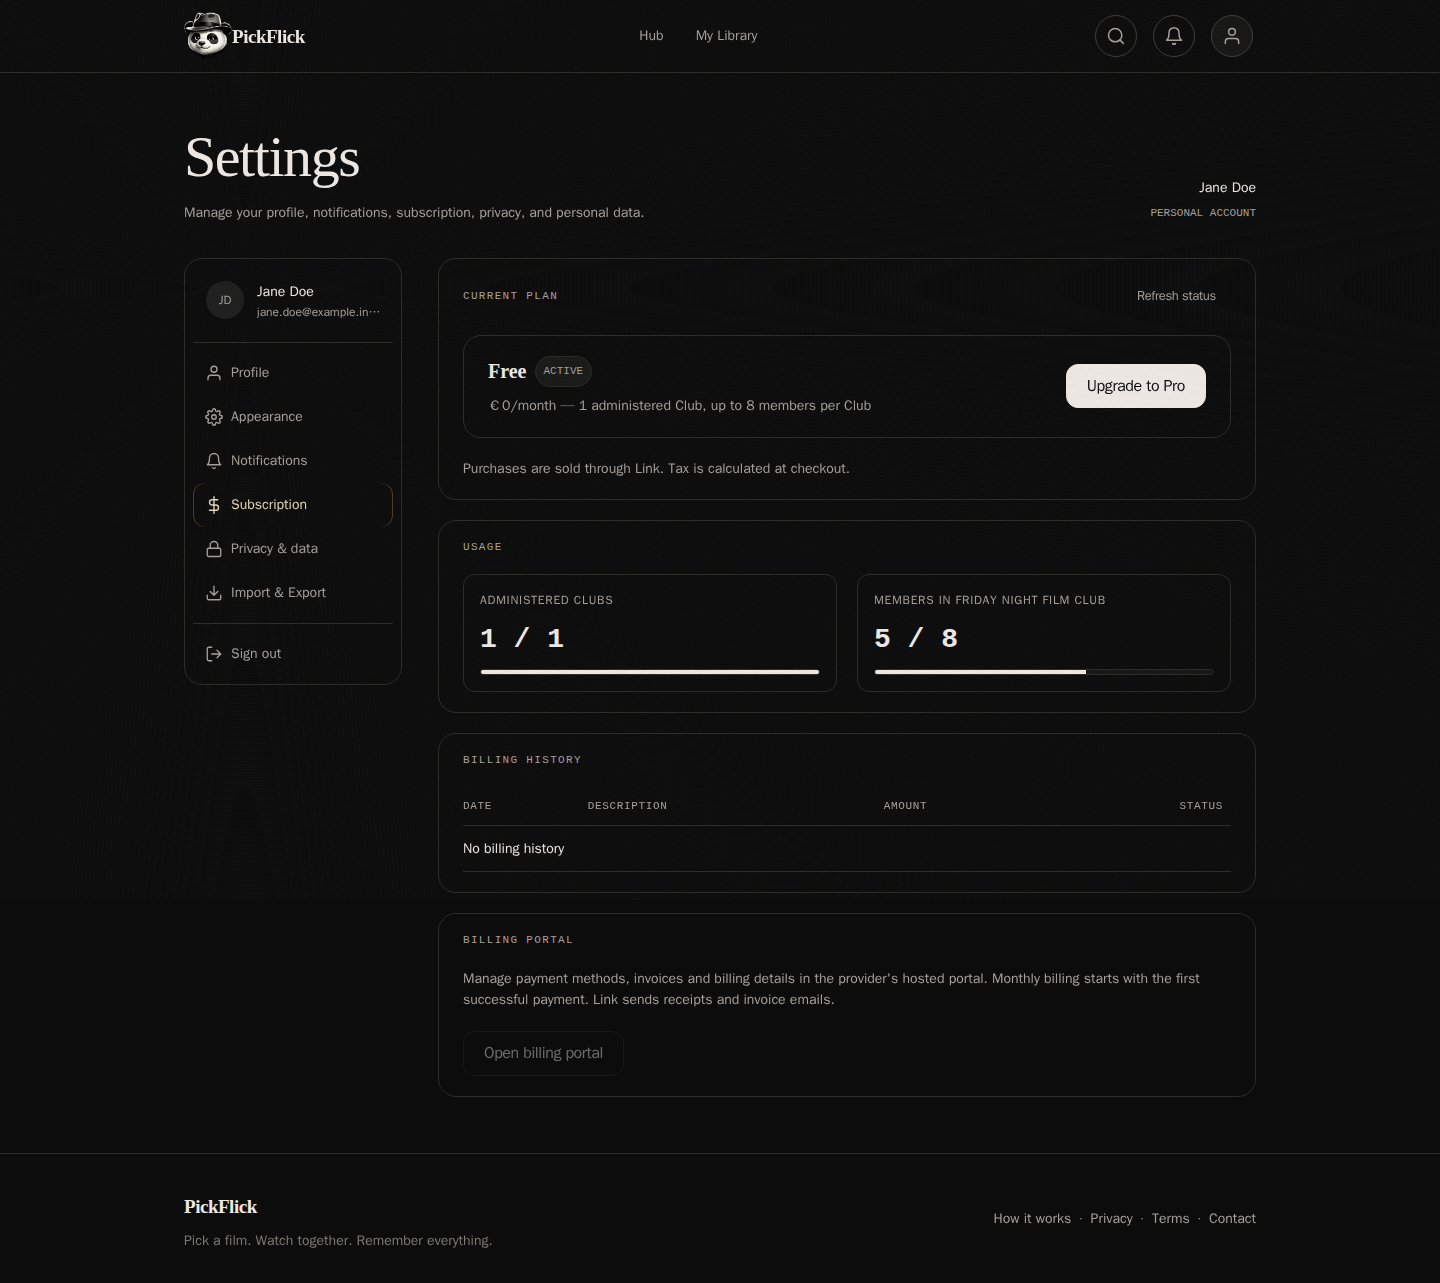 PickFlick
Hub
My Library
Settings
Manage your profile, notifications, subscription, privacy, and personal data.
Jane Doe
PERSONAL ACCOUNT
JD
Jane Doe
jane.doe@example.in···
Profile
Appearance
Notifications
Subscription
Privacy & data
Import & Export
Sign out
CURRENT PLAN
Refresh status
Free
ACTIVE
€ 0/month — 1 administered Club, up to 8 members per Club
Upgrade to Pro
Purchases are sold through Link. Tax is calculated at checkout.
USAGE
ADMINISTERED CLUBS
1 / 1
MEMBERS IN FRIDAY NIGHT FILM CLUB
5 / 8
BILLING HISTORY
DATE DESCRIPTION AMOUNT STATUS
No billing history
BILLING PORTAL
Manage payment methods, invoices and billing details in the provider's hosted portal. Monthly billing starts with the first
successful payment. Link sends receipts and invoice emails.
Open billing portal
PickFlick
Pick a film. Watch together. Remember everything.
How it works · Privacy · Terms · Contact